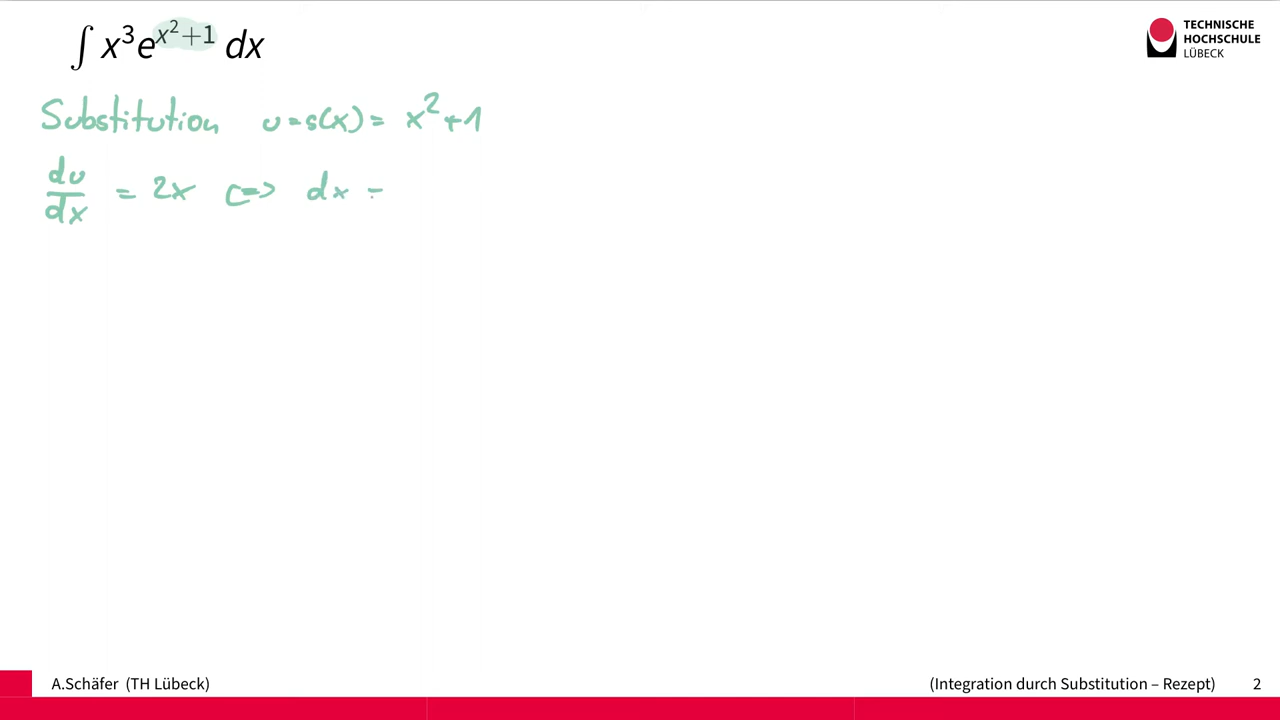 ∫ x³ e^(x²+1) dx
TECHNISCHE
HOCHSCHULE
LÜBECK
Substitution u = s(x) = x² + 1
du/dx = 2x ⟺ dx =
A.Schäfer (TH Lübeck) (Integration durch Substitution – Rezept) 2